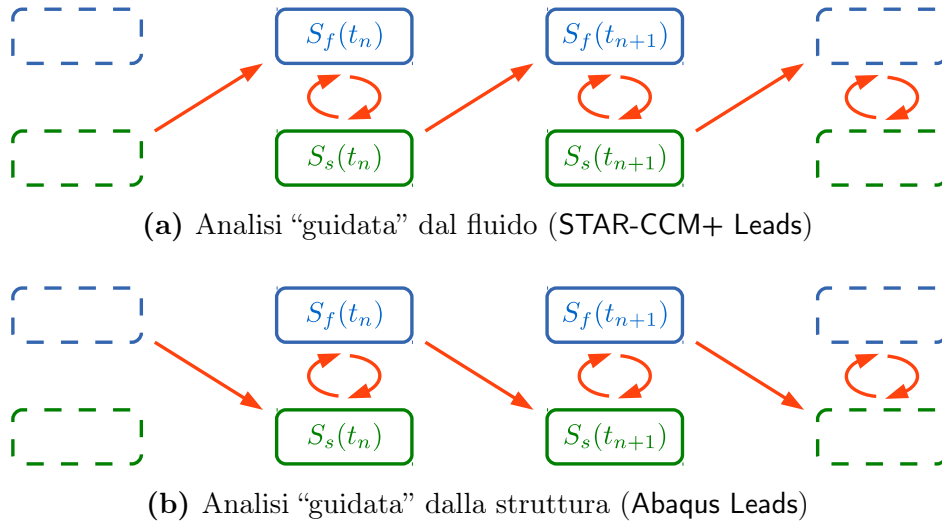 S_f(t_n) S_f(t_{n+1})
S_s(t_n) S_s(t_{n+1})
(a) Analisi “guidata” dal fluido (STAR-CCM+ Leads)
S_f(t_n) S_f(t_{n+1})
S_s(t_n) S_s(t_{n+1})
(b) Analisi “guidata” dalla struttura (Abaqus Leads)